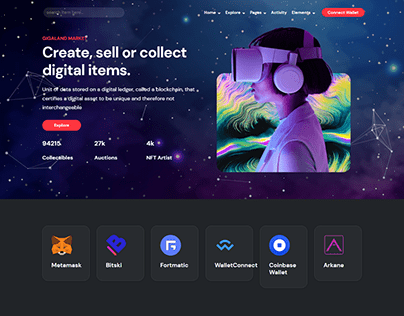 search item here...
Home Explore Pages Activity Elements Connect Wallet
GIGALAND MARKET
Create, sell or collect
digital items.
Unit of data stored on a digital ledger, called a blockchain, that
certifies a digital asset to be unique and therefore not
interchangeable
Explore
94215 27k 4k
Collectibles Auctions NFT Artist
Metamask Bitski Fortmatic WalletConnect Coinbase Wallet Arkane